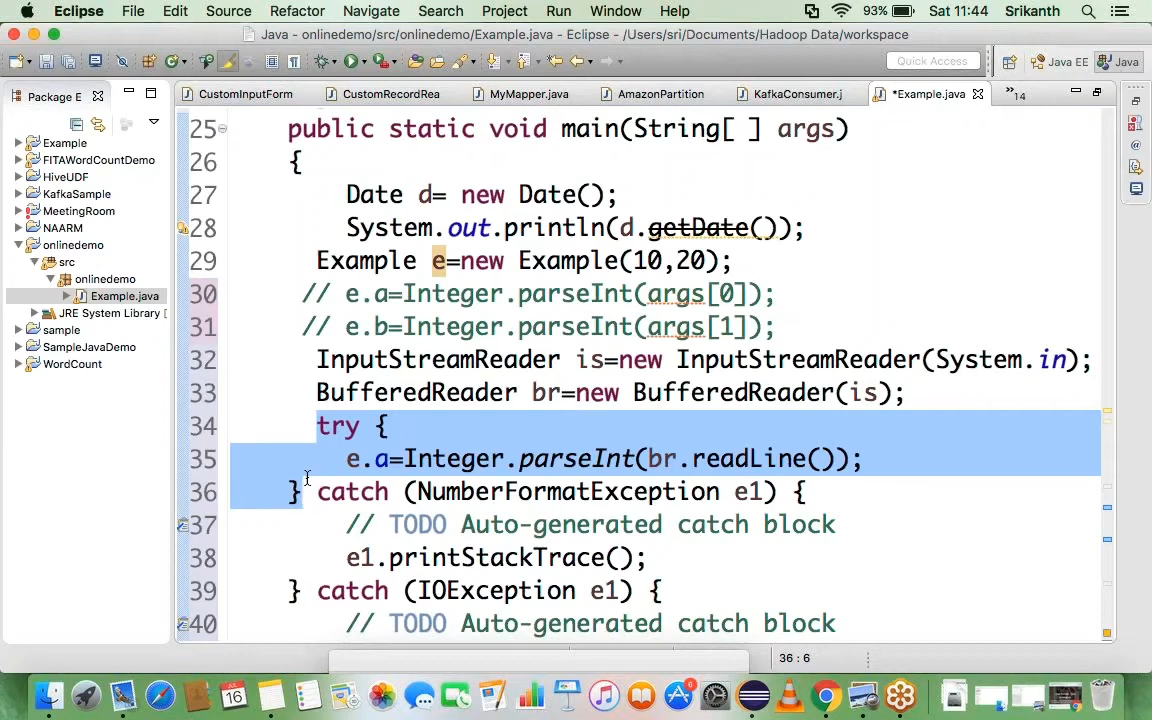 Eclipse File Edit Source Refactor Navigate Search Project Run Window Help 93% Sat 11:44 Srikanth
Java - onlinedemo/src/onlinedemo/Example.java - Eclipse - /Users/sri/Documents/Hadoop Data/workspace
Quick Access Java EE Java
Package E
CustomInputForm CustomRecordRea MyMapper.java AmazonPartition KafkaConsumer.j *Example.java »14
Example
FITAWordCountDemo
HiveUDF
KafkaSample
MeetingRoom
NAARM
onlinedemo
src
onlinedemo
Example.java
JRE System Library [
sample
SampleJavaDemo
WordCount
25 public static void main(String[ ] args)
26 {
27 Date d= new Date();
28 System.out.println(d.getDate());
29 Example e=new Example(10,20);
30 // e.a=Integer.parseInt(args[0]);
31 // e.b=Integer.parseInt(args[1]);
32 InputStreamReader is=new InputStreamReader(System.in);
33 BufferedReader br=new BufferedReader(is);
34 try {
35 e.a=Integer.parseInt(br.readLine());
36 } catch (NumberFormatException e1) {
37 // TODO Auto-generated catch block
38 e1.printStackTrace();
39 } catch (IOException e1) {
40 // TODO Auto-generated catch block
36 : 6
16
6